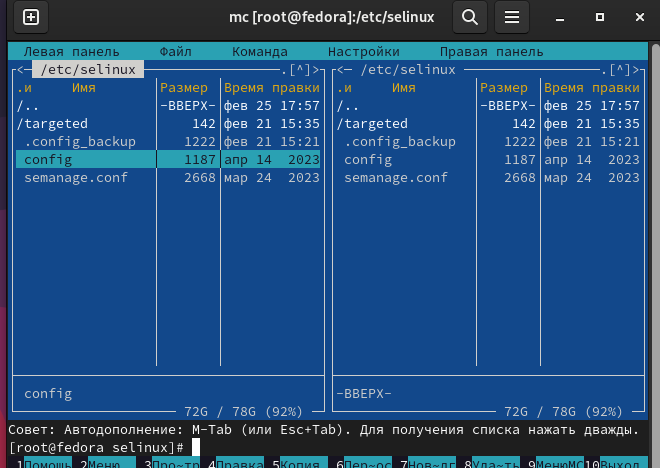 mc [root@fedora]:/etc/selinux
Левая панель Файл Команда Настройки Правая панель
<— /etc/selinux .[^]> <— /etc/selinux .[^]>
.и Имя Размер Время правки .и Имя Размер Время правки
/.. -ВВЕРХ- фев 25 17:57 /.. -ВВЕРХ- фев 25 17:57
/targeted 142 фев 21 15:35 /targeted 142 фев 21 15:35
.config_backup 1222 фев 21 15:21 .config_backup 1222 фев 21 15:21
config 1187 апр 14 2023 config 1187 апр 14 2023
semanage.conf 2668 мар 24 2023 semanage.conf 2668 мар 24 2023
config -ВВЕРХ-
72G / 78G (92%) 72G / 78G (92%)
Совет: Автодополнение: M-Tab (или Esc+Tab). Для получения списка нажать дважды.
[root@fedora selinux]#
1Помощь 2Меню 3Про~тр 4Правка 5Копия 6Пер~ос 7Нов~лг 8Уда~ть 9МенюMC 10Выход